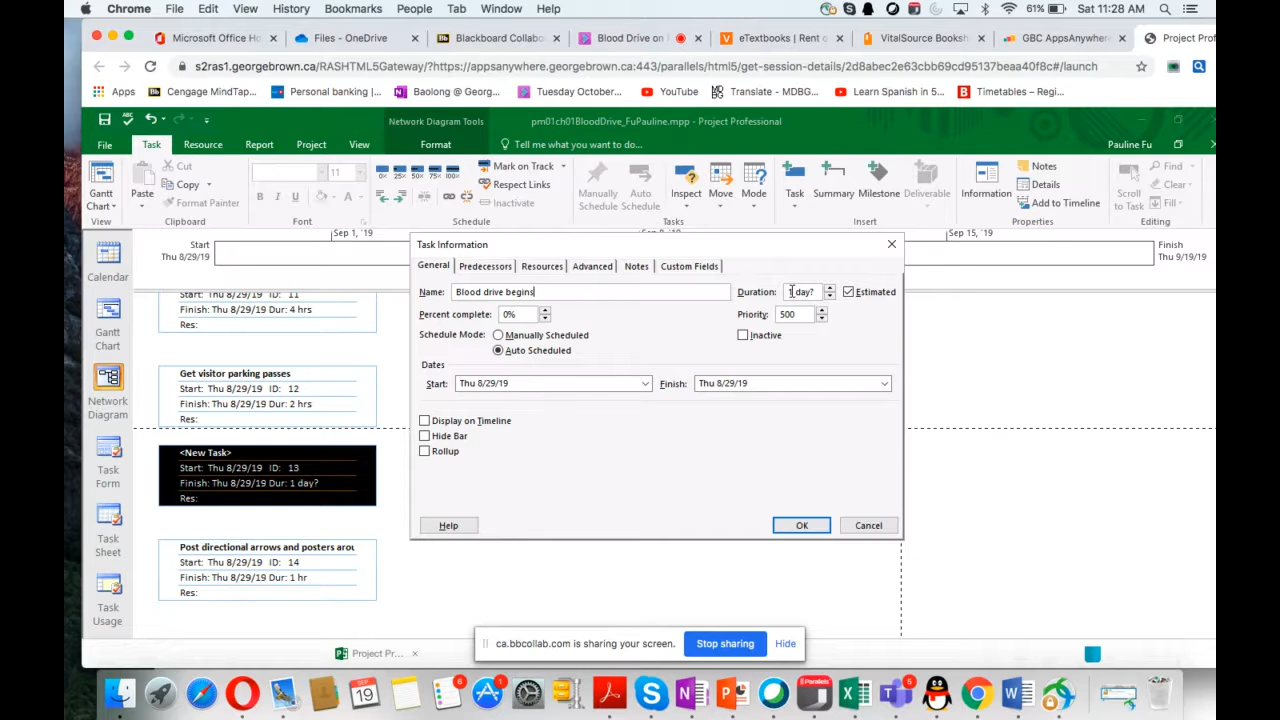 Chrome File Edit View History Bookmarks People Tab Window Help 61% Sat 11:28 AM
Microsoft Office Ho Files - OneDrive Blackboard Collabo Blood Drive on eTextbooks | Rent o VitalSource Booksh GBC AppsAnywhere Project Prof
s2ras1.georgebrown.ca/RASHTML5Gateway/?https://appsanywhere.georgebrown.ca:443/parallels/html5/get-session-details/2d8abec2e63cbb69cd95137beaa40f8c#/launch
Apps Cengage MindTap... Personal banking |... Baolong @ Georg... Tuesday October... YouTube Translate - MDBG... Learn Spanish in 5... Timetables – Regi...
Network Diagram Tools pm01ch01BloodDrive_FuPauline.mpp - Project Professional
File Task Resource Report Project View Format Tell me what you want to do... Pauline Fu
Gantt Chart Paste Cut Copy Format Painter 11 B I U Mark on Track Respect Links Inactivate Manually Schedule Auto Schedule Inspect Move Mode Task Summary Milestone Deliverable Information Notes Details Add to Timeline Scroll to Task Find Clear Fill
View Clipboard Font Schedule Tasks Insert Properties Editing
Start Thu 8/29/19 Sep 1, '19 Sep 15, '19 Finish Thu 9/19/19
Calendar
Gantt Chart
Network Diagram
Task Form
Task Sheet
Task Usage
Start: Thu 8/29/19 ID: 11
Finish: Thu 8/29/19 Dur: 4 hrs
Res:
Get visitor parking passes
Start: Thu 8/29/19 ID: 12
Finish: Thu 8/29/19 Dur: 2 hrs
Res:
<New Task>
Start: Thu 8/29/19 ID: 13
Finish: Thu 8/29/19 Dur: 1 day?
Res:
Post directional arrows and posters arou
Start: Thu 8/29/19 ID: 14
Finish: Thu 8/29/19 Dur: 1 hr
Res:
Task Information
General Predecessors Resources Advanced Notes Custom Fields
Name: Blood drive begins Duration: day? Estimated
Percent complete: 0% Priority: 500
Schedule Mode: Manually Scheduled Inactive
Auto Scheduled
Dates
Start: Thu 8/29/19 Finish: Thu 8/29/19
Display on Timeline
Hide Bar
Rollup
Help OK Cancel
ca.bbcollab.com is sharing your screen. Stop sharing Hide
Project Pr...
SEP 19 6 1 5